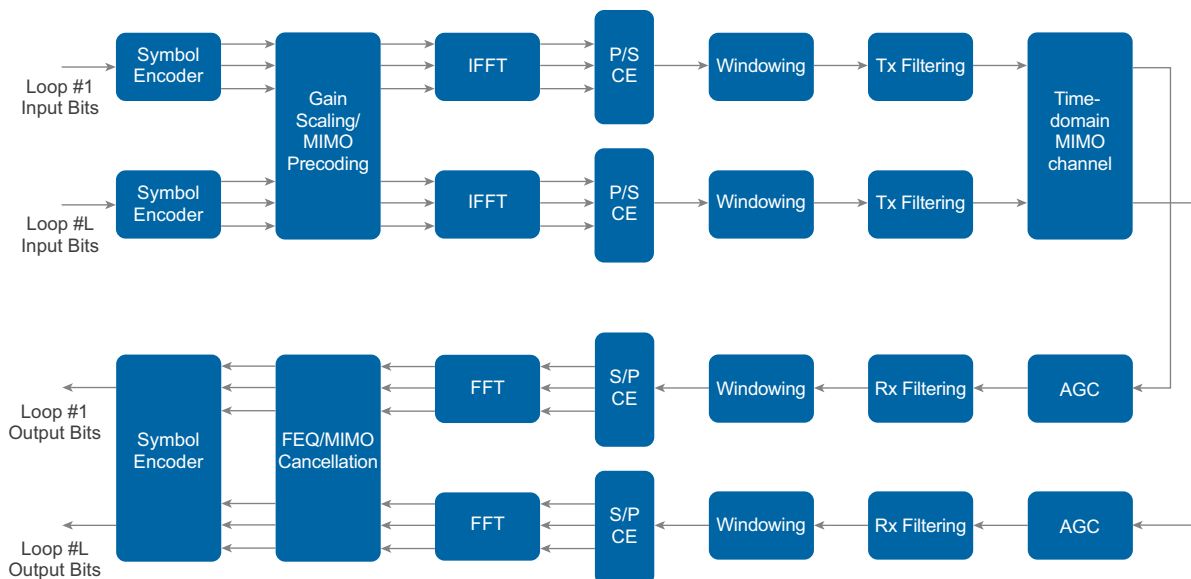 Loop #1
Input Bits
Symbol
Encoder
Gain
Scaling/
MIMO
Precoding
IFFT
P/S
CE
Windowing
Tx Filtering
Time-
domain
MIMO
channel
Loop #L
Input Bits
Symbol
Encoder
IFFT
P/S
CE
Windowing
Tx Filtering
Loop #1
Output Bits
Symbol
Encoder
FEQ/MIMO
Cancellation
FFT
S/P
CE
Windowing
Rx Filtering
AGC
Loop #L
Output Bits
FFT
S/P
CE
Windowing
Rx Filtering
AGC